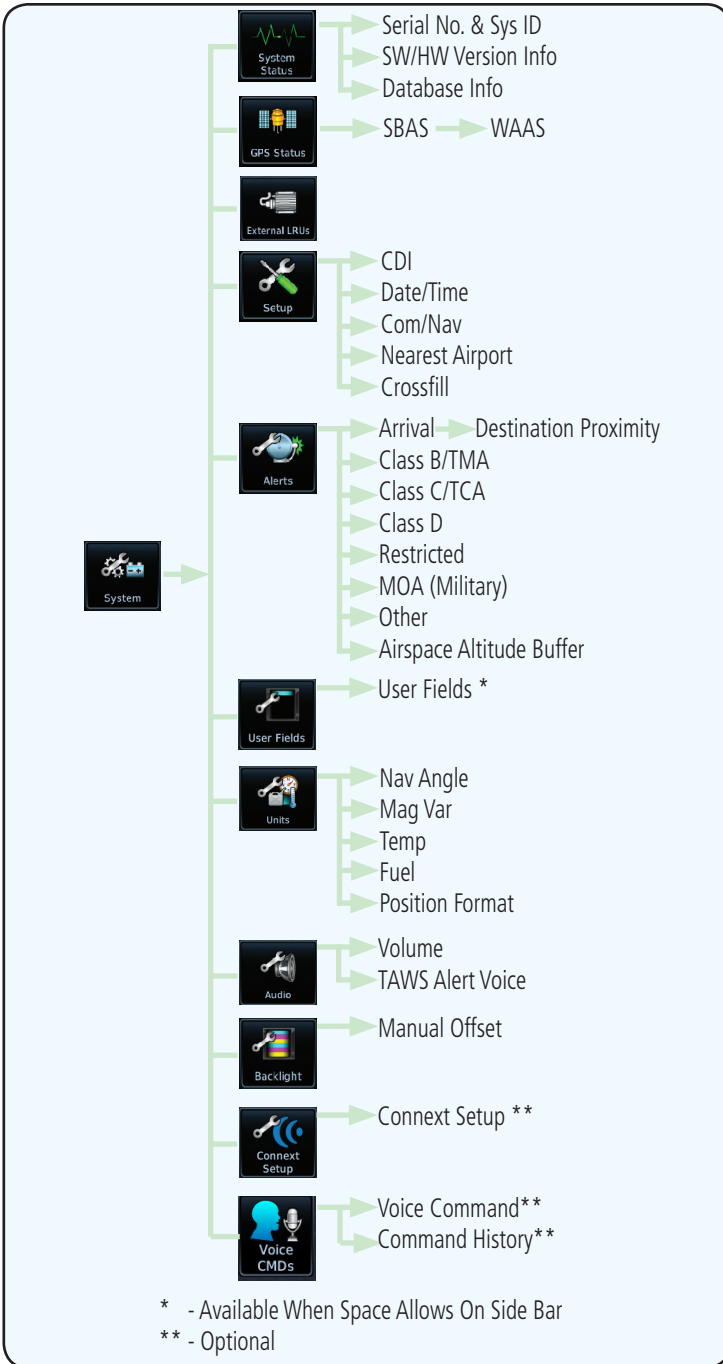 System
System
Status
Serial No. & Sys ID
SW/HW Version Info
Database Info
GPS Status
SBAS
WAAS
External LRUs
Setup
CDI
Date/Time
Com/Nav
Nearest Airport
Crossfill
Alerts
Arrival
Destination Proximity
Class B/TMA
Class C/TCA
Class D
Restricted
MOA (Military)
Other
Airspace Altitude Buffer
User Fields
User Fields *
Units
Nav Angle
Mag Var
Temp
Fuel
Position Format
Audio
Volume
TAWS Alert Voice
Backlight
Manual Offset
Connext
Setup
Connext Setup **
Voice
CMDs
Voice Command**
Command History**
* - Available When Space Allows On Side Bar
** - Optional